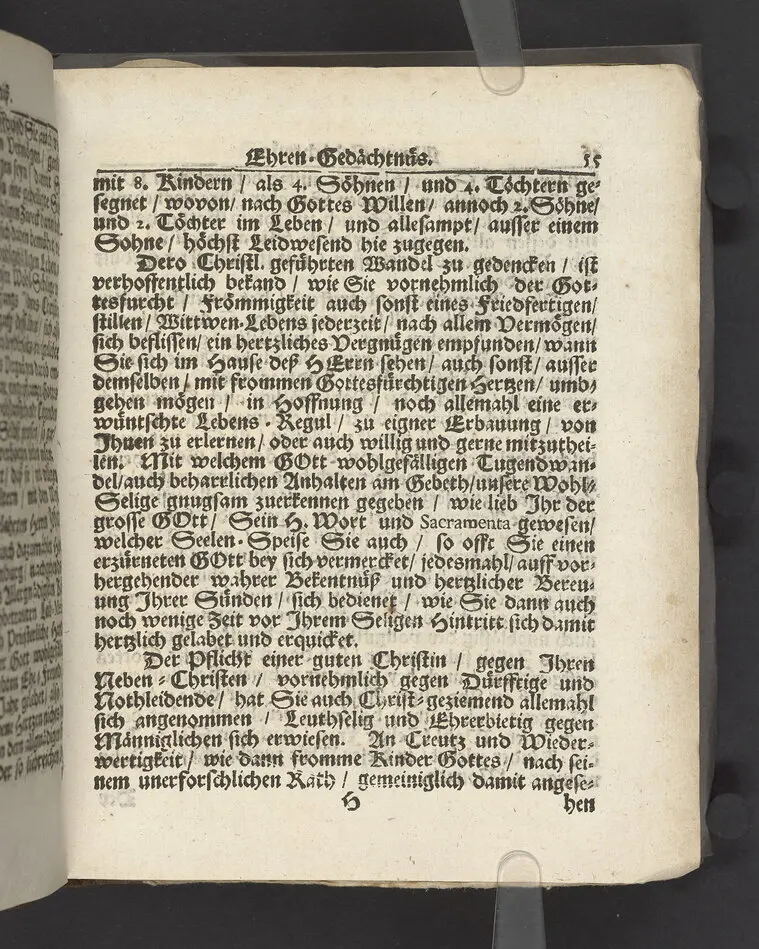 Ehren-Gedächtnüs. 55
mit 8. Kindern / als 4. Söhnen / und 4. Töchtern ge-
segnet / wovon / nach Gottes Willen / annoch 2. Söhne /
und 2. Töchter im Leben / und allesampt / ausser einem
Sohne / höchst Leidwesend hie zugegen.
Dero Christl. geführten Wandel zu gedencken / ist
verhoffentlich bekand / wie Sie vornehmlich der Got-
tesfurcht / Frömmigkeit auch sonst eines Friedfertigen /
stillen / Wittwen-Lebens jederzeit / nach allem Vermögen /
sich beflissen / ein hertzliches Vergnügen empfunden / wann
Sie sich im Hause deß HErrn sehen / auch sonst / ausser
demselben / mit frommen Gottesfürchtigen Hertzen / umb-
gehen mögen / in Hoffnung / noch allemahl eine er-
wüntschte Lebens-Regul / zu eigner Erbauung / von
Ihnen zu erlernen / oder auch willig und gerne mitzuthei-
len. Mit welchem GOtt wohlgefälligen Tugendwan-
del / auch beharrlichen Anhalten am Gebeth / unsere Wohl-
Selige gnugsam zuerkennen gegeben / wie lieb Ihr der
grosse GOtt / Sein H. Wort und Sacramenta gewesen /
welcher Seelen-Speise Sie auch / so offt Sie einen
erzürneten GOtt bey sich vermercket / jedesmahl / auff vor-
hergehender wahrer Bekentnüß und hertzlicher Bereu-
ung Ihrer Sünden / sich bedienet / wie Sie dann auch
noch wenige Zeit vor Ihrem Seligen Hintritt sich damit
hertzlich gelabet und erquicket.
Der Pflicht einer guten Christin / gegen Ihren
Neben-Christen / vornehmlich gegen Dürfftige und
Nothleidende / hat Sie auch Christ-geziemend allemahl
sich angenommen / Leuthselig und Ehrerbietig gegen
Männiglichen sich erwiesen. An Creutz und Wieder-
wertigkeit / wie dann fromme Kinder Gottes / nach sei-
nem unerforschlichen Rath / gemeiniglich damit angese-
H hen